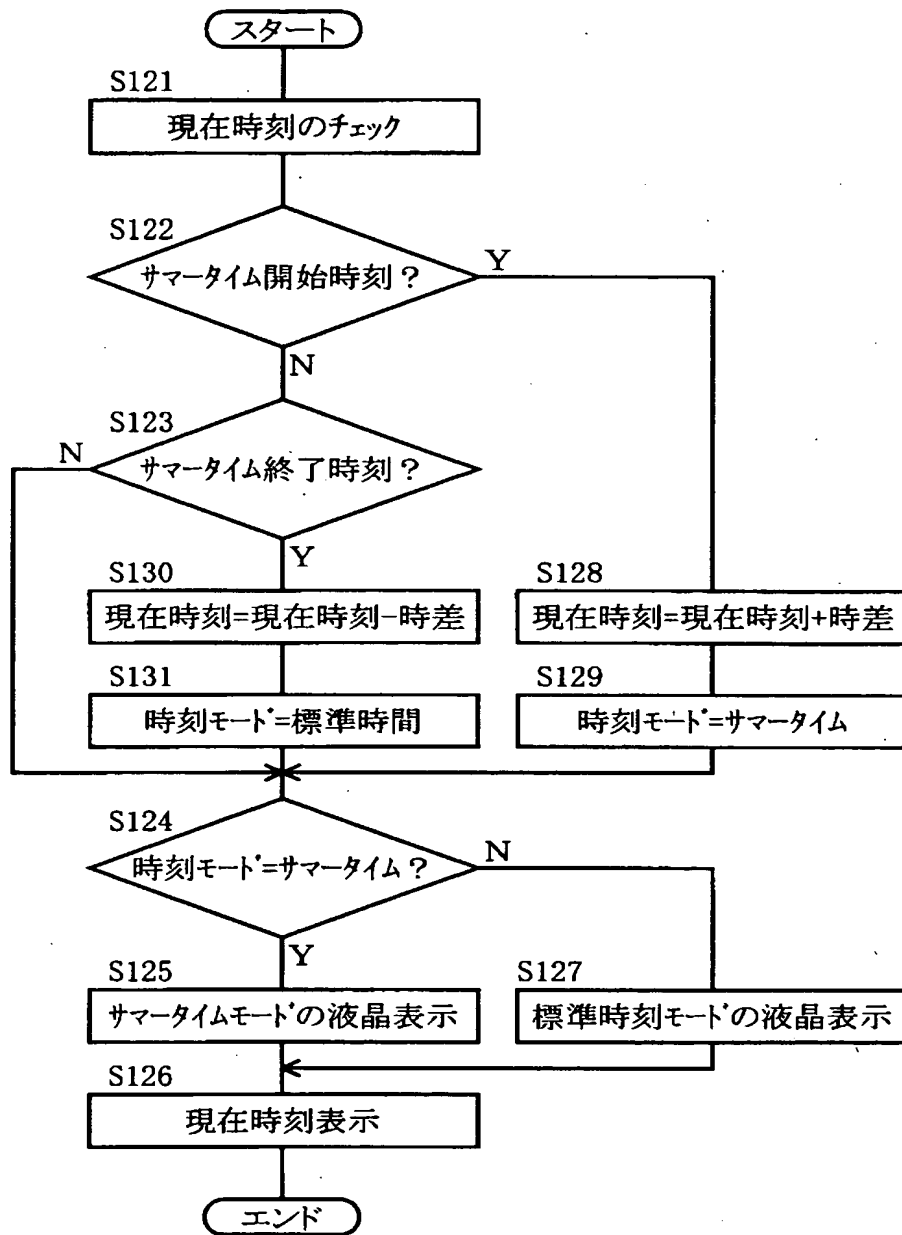 スタート
S121
現在時刻のチェック
S122
サマータイム開始時刻?
Y
N
S123
N
サマータイム終了時刻?
Y
S130
現在時刻=現在時刻-時差
S128
現在時刻=現在時刻+時差
S131
時刻モード=標準時間
S129
時刻モード=サマータイム
S124
時刻モード=サマータイム?
N
Y
S125
サマータイムモードの液晶表示
S127
標準時刻モードの液晶表示
S126
現在時刻表示
エンド